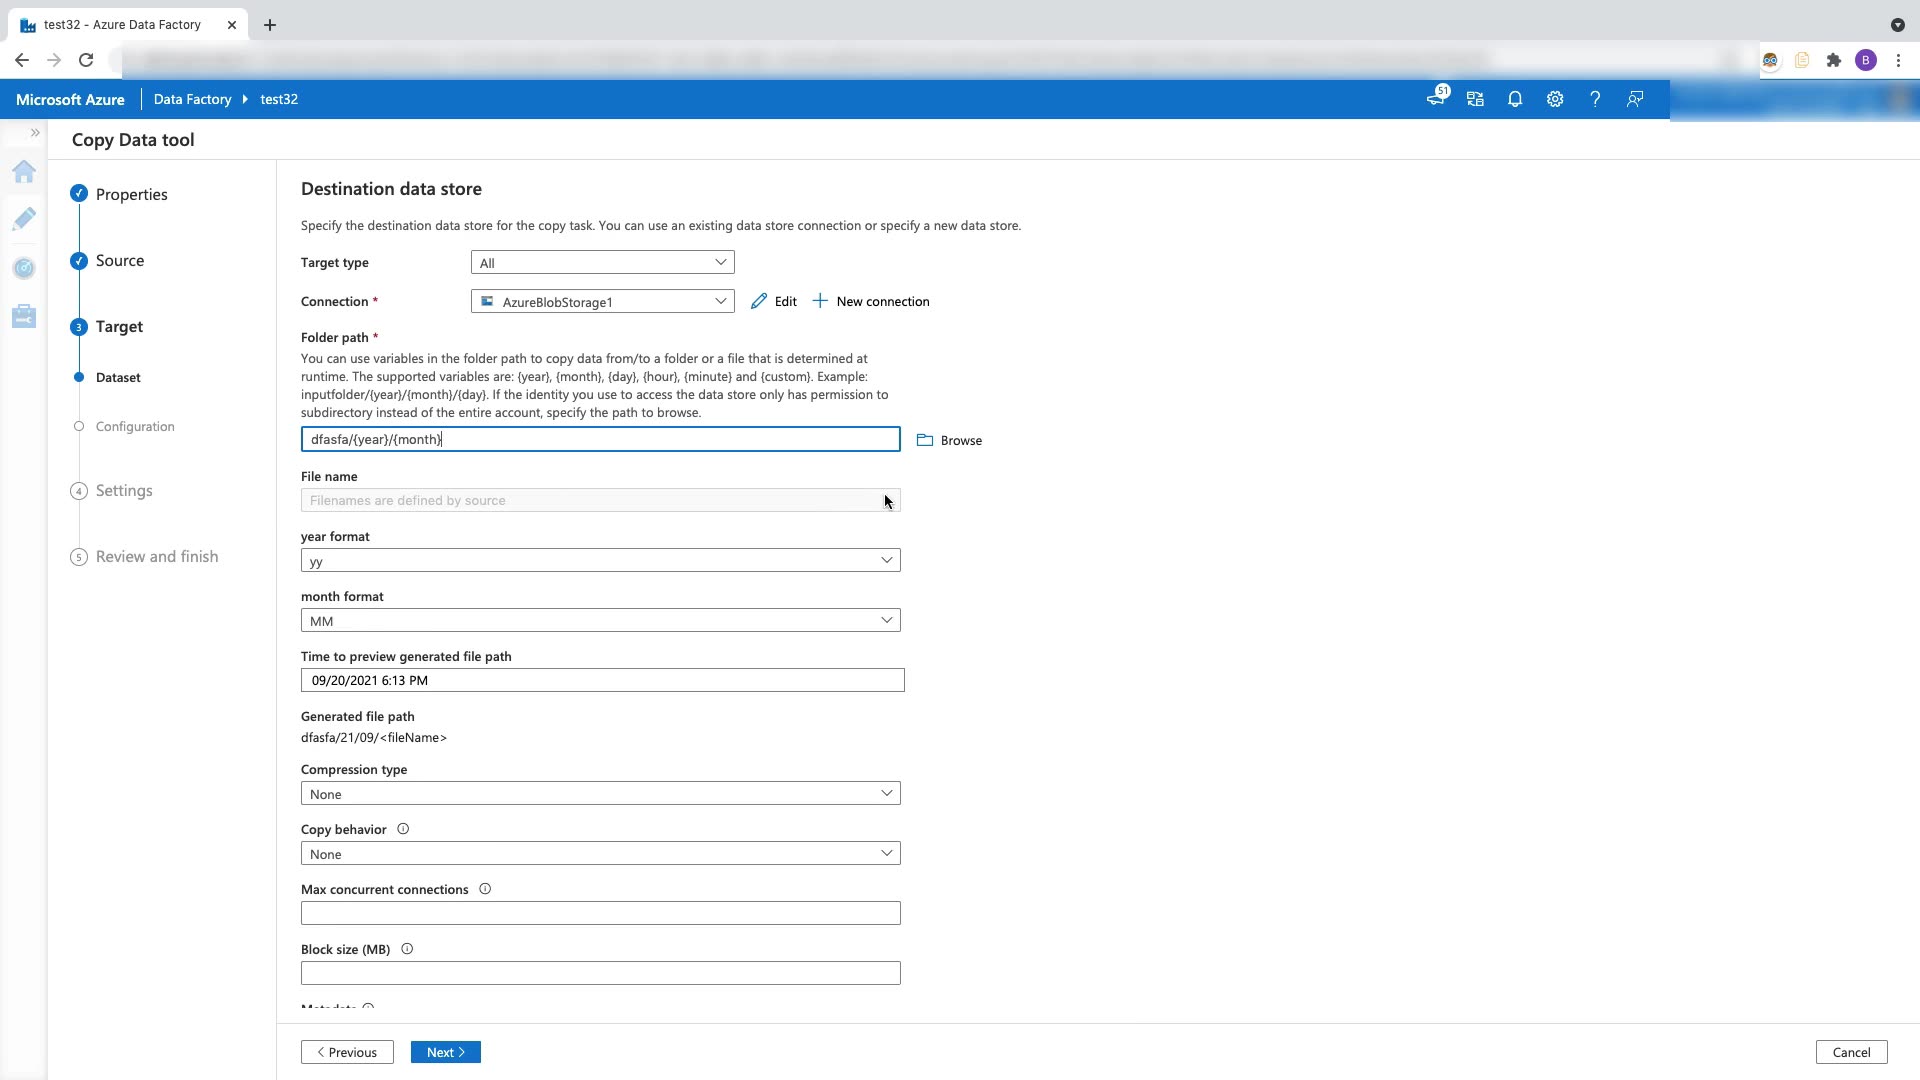 test32 - Azure Data Factory
B
Microsoft Azure
Data Factory
test32
51
Copy Data tool
Properties
Source
3 Target
Dataset
Configuration
4 Settings
5 Review and finish
Destination data store
Specify the destination data store for the copy task. You can use an existing data store connection or specify a new data store.
Target type
All
Connection *
AzureBlobStorage1
Edit
New connection
Folder path *
You can use variables in the folder path to copy data from/to a folder or a file that is determined at
runtime. The supported variables are: {year}, {month}, {day}, {hour}, {minute} and {custom}. Example:
inputfolder/{year}/{month}/{day}. If the identity you use to access the data store only has permission to
subdirectory instead of the entire account, specify the path to browse.
dfasfa/{year}/{month}
Browse
File name
Filenames are defined by source
year format
yy
month format
MM
Time to preview generated file path
09/20/2021 6:13 PM
Generated file path
dfasfa/21/09/<fileName>
Compression type
None
Copy behavior
None
Max concurrent connections
Block size (MB)
Metadata
Previous
Next
Cancel